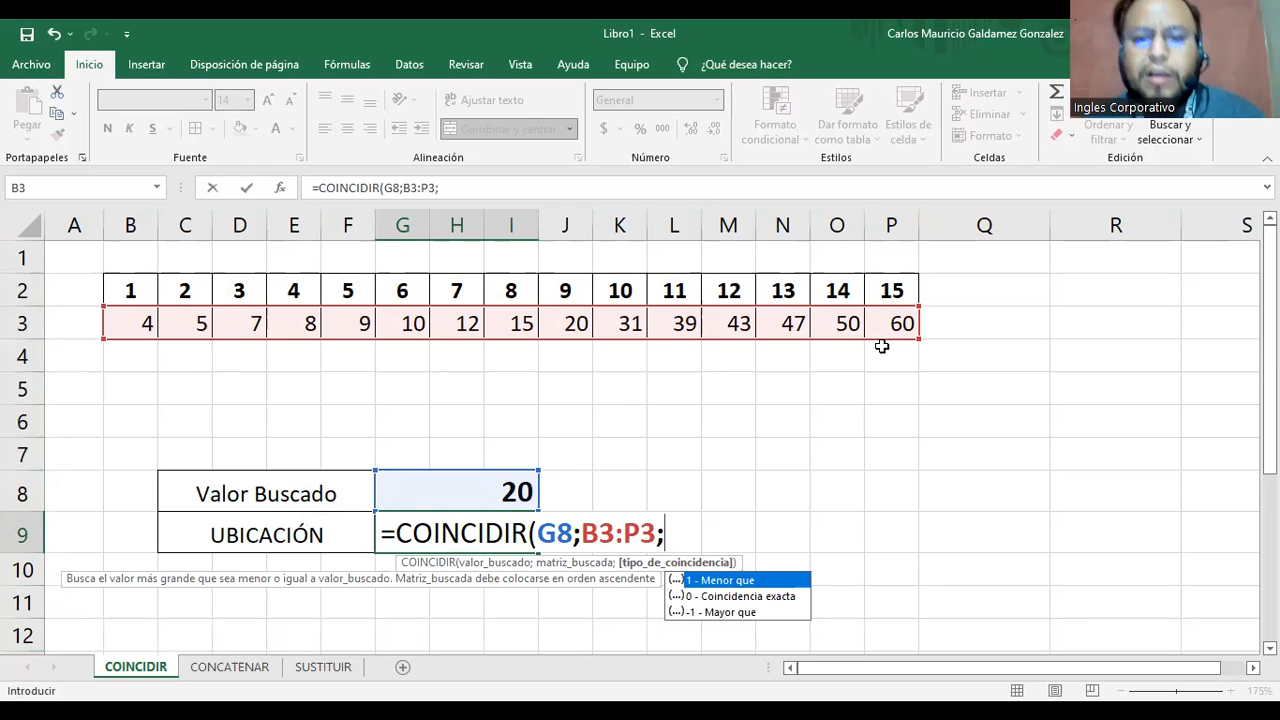 Libro1 - Excel
Carlos Mauricio Galdamez Gonzalez
Ingles Corporativo
Archivo Inicio Insertar Disposición de página Fórmulas Datos Revisar Vista Ayuda Equipo ¿Qué desea hacer?
Pegar
14
Ajustar texto
General
Insertar
N K S
Combinar y centrar
$ % 000
Formato condicional
Dar formato como tabla
Estilos de celda
Eliminar
Formato
Ordenar y filtrar
Buscar y seleccionar
Portapapeles Fuente Alineación Número Estilos Celdas Edición
B3
=COINCIDIR(G8;B3:P3;
A B C D E F G H I J K L M N O P Q R S
1
2 1 2 3 4 5 6 7 8 9 10 11 12 13 14 15
3 4 5 7 8 9 10 12 15 20 31 39 43 47 50 60
4
5
6
7
8 Valor Buscado 20
9 UBICACIÓN =COINCIDIR(G8;B3:P3;
10
COINCIDIR(valor_buscado; matriz_buscada; [tipo_de_coincidencia])
Busca el valor más grande que sea menor o igual a valor_buscado. Matriz_buscada debe colocarse en orden ascendente
(...) 1 - Menor que
(...) 0 - Coincidencia exacta
(...) -1 - Mayor que
11
12
COINCIDIR CONCATENAR SUSTITUIR
Introducir
175%